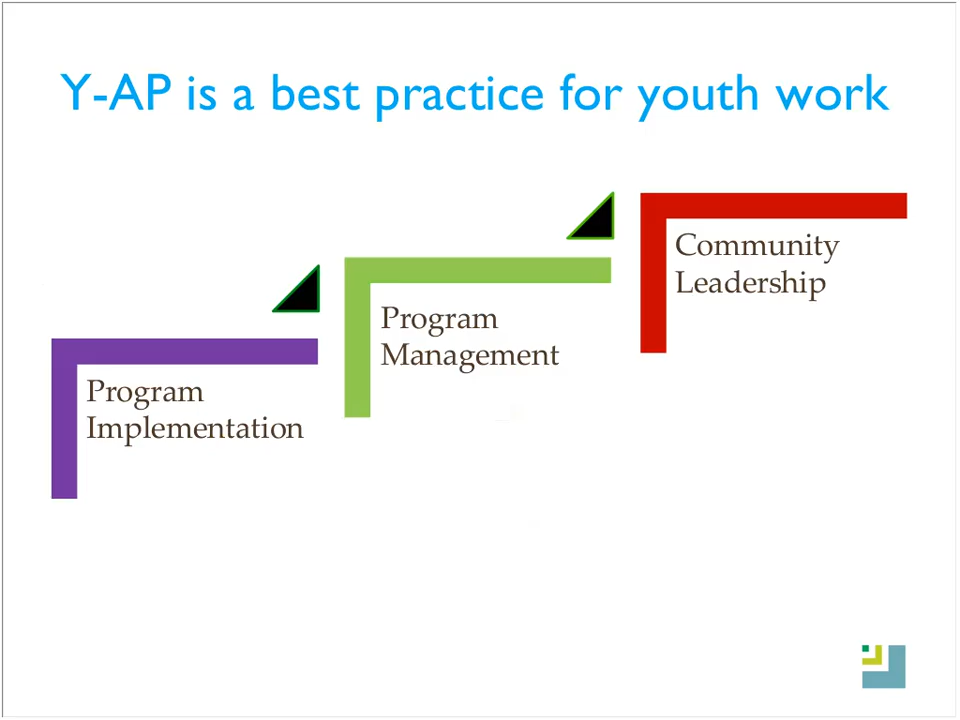 Y-AP is a best practice for youth work
Community
Leadership
Program
Management
Program
Implementation